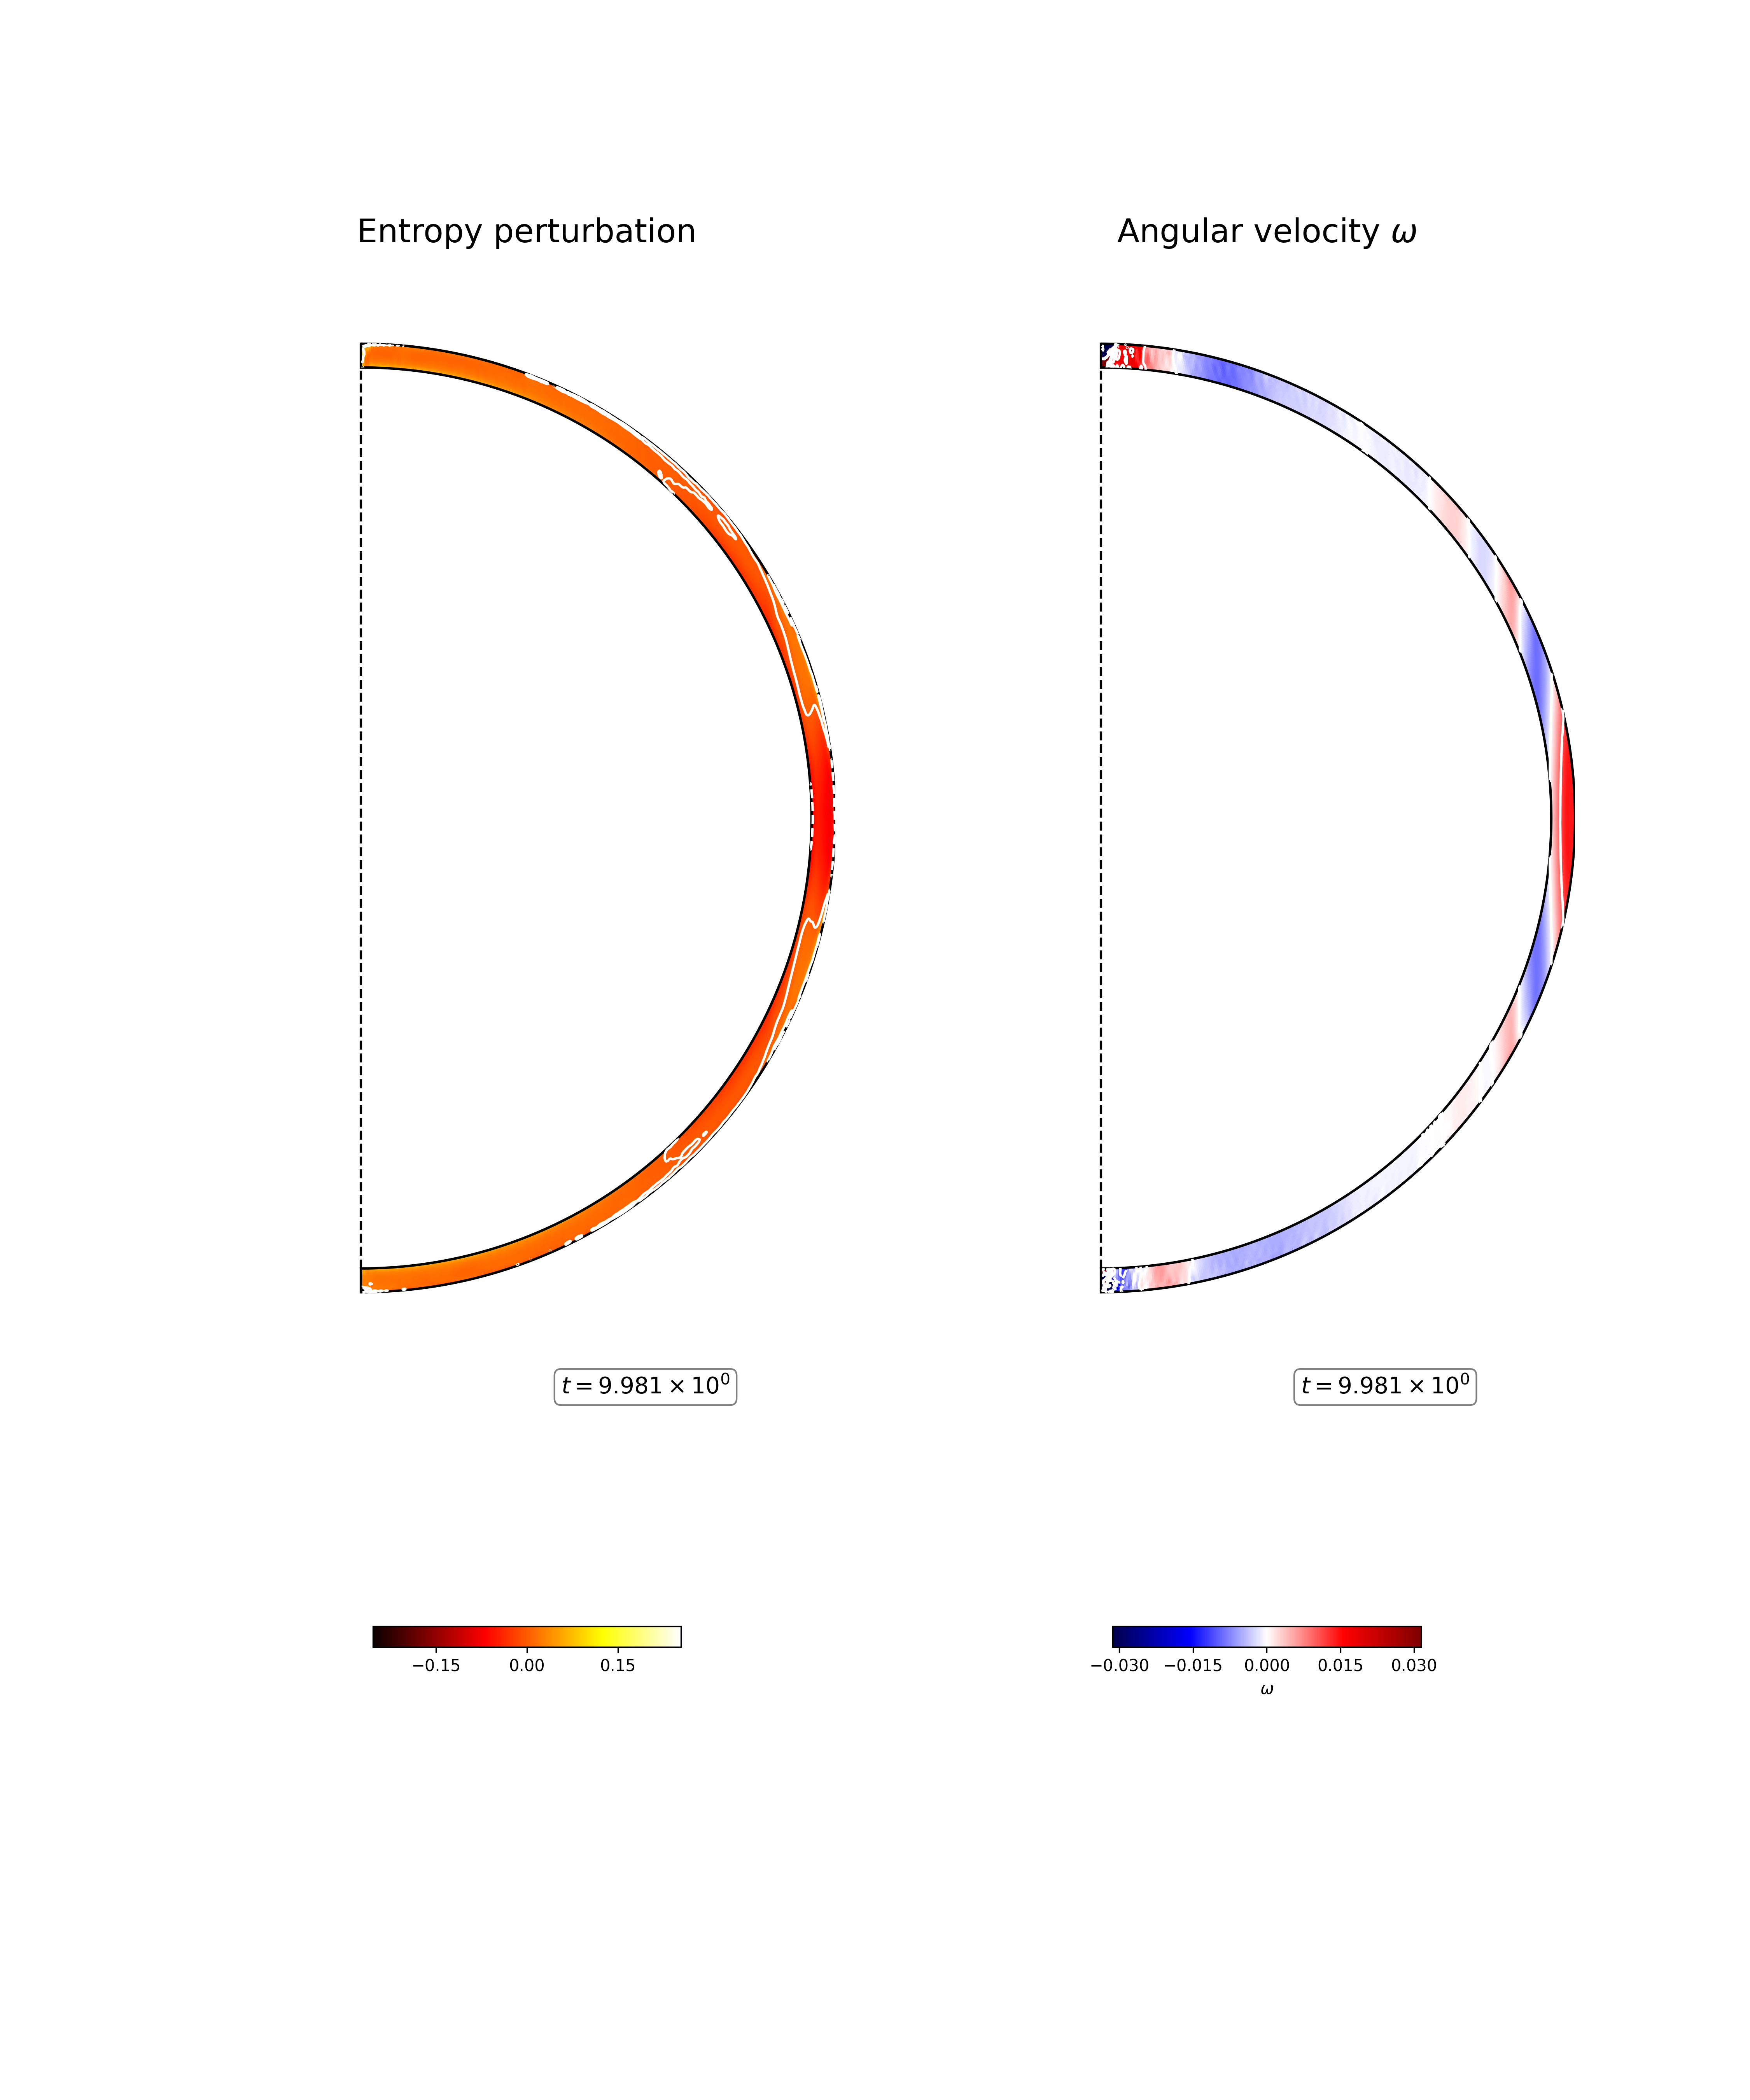 Entropy perturbation
Angular velocity ω
t = 9.981 × 10⁰
t = 9.981 × 10⁰
−0.15 0.00 0.15
−0.030 −0.015 0.000 0.015 0.030
ω